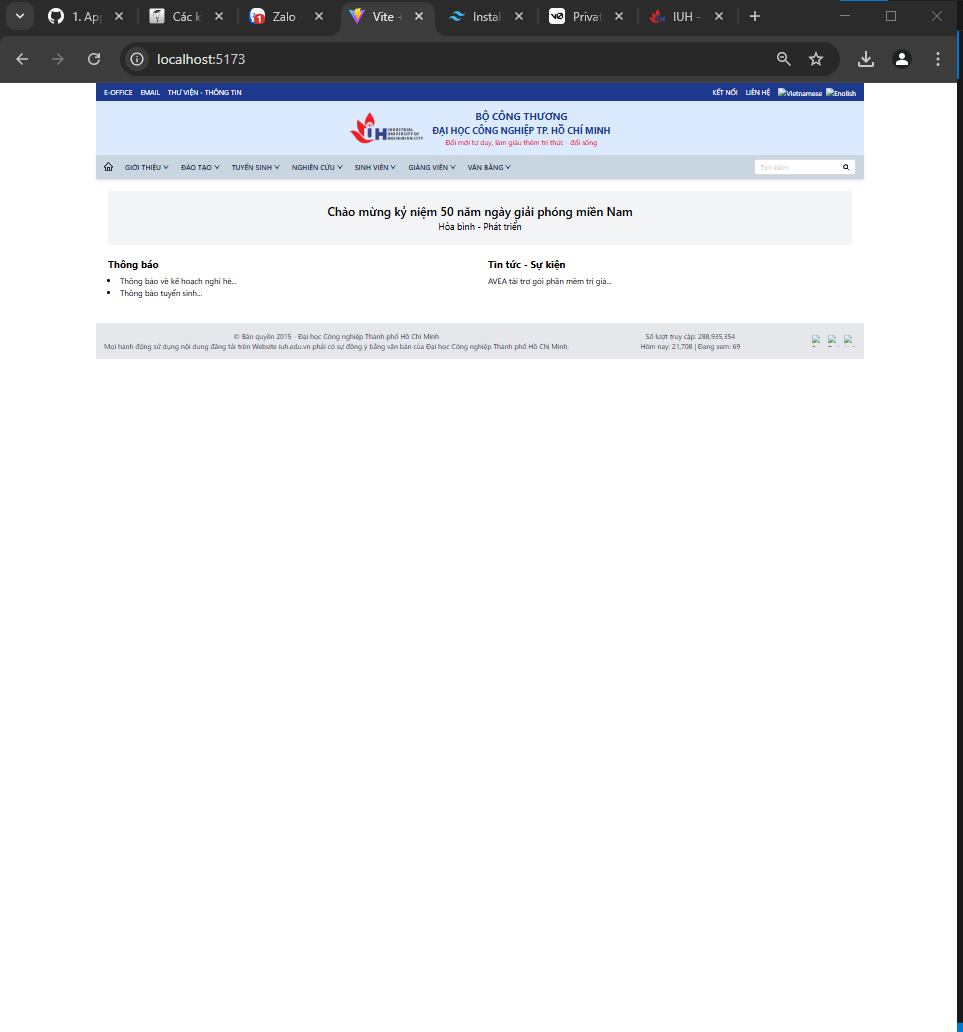 1. Ap
Các k
Zalo
Vite
Instal
Privat
IUH -
localhost:5173
E-OFFICE EMAIL THƯ VIỆN - THÔNG TIN KẾT NỐI LIÊN HỆ Vietnamese English
INDUSTRIAL
UNIVERSITY OF
HOCHIMINH CITY
BỘ CÔNG THƯƠNG
ĐẠI HỌC CÔNG NGHIỆP TP. HỒ CHÍ MINH
Đổi mới tư duy, làm giàu thêm tri thức - đổi sống
GIỚI THIỆU ĐÀO TẠO TUYỂN SINH NGHIÊN CỨU SINH VIÊN GIẢNG VIÊN VĂN BẰNG Tìm kiếm
Chào mừng kỷ niệm 50 năm ngày giải phóng miền Nam
Hòa bình - Phát triển
Thông báo
Thông báo về kế hoạch nghỉ hè...
Thông báo tuyển sinh...
Tin tức - Sự kiện
AVEA tài trợ gói phần mềm trị giá...
© Bản quyền 2015 - Đại học Công nghiệp Thành phố Hồ Chí Minh
Mọi hành động sử dụng nội dung đăng tải trên Website iuh.edu.vn phải có sự đồng ý bằng văn bản của Đại học Công nghiệp Thành phố Hồ Chí Minh.
Số lượt truy cập: 288,935,354
Hôm nay: 21,708 | Đang xem: 69